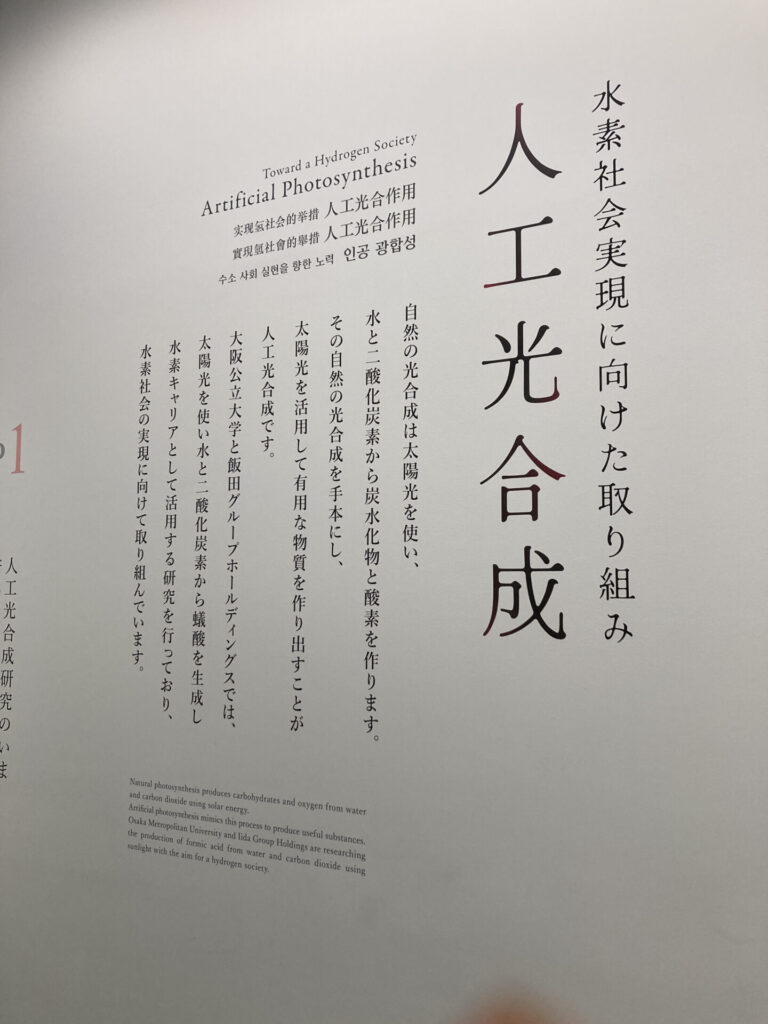 水素社会実現に向けた取り組み
人工光合成
Toward a Hydrogen Society
Artificial Photosynthesis
实现氢社会的举措 人工光合作用
實現氫社會的舉措 人工光合作用
수소 사회 실현을 향한 노력 인공 광합성
自然の光合成は太陽光を使い、
水と二酸化炭素から炭水化物と酸素を作ります。
その自然の光合成を手本にし、
太陽光を活用して有用な物質を作り出すことが
人工光合成です。
大阪公立大学と飯田グループホールディングスでは、
太陽光を使い水と二酸化炭素から蟻酸を生成し
水素キャリアとして活用する研究を行っており、
水素社会の実現に向けて取り組んでいます。
Natural photosynthesis produces carbohydrates and oxygen from water
and carbon dioxide using solar energy.
Artificial photosynthesis mimics this process to produce useful substances.
Osaka Metropolitan University and Iida Group Holdings are researching
the production of formic acid from water and carbon dioxide using
sunlight with the aim for a hydrogen society.
1
人工光合成研究のいま